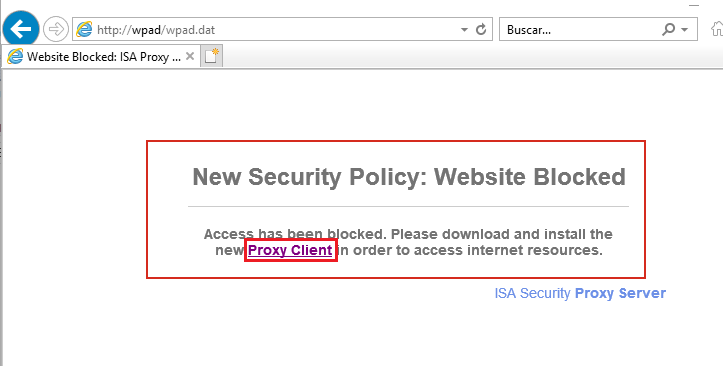 http://wpad/wpad.dat
Buscar...
Website Blocked: ISA Proxy ...
New Security Policy: Website Blocked
Access has been blocked. Please download and install the
new Proxy Client in order to access internet resources.
ISA Security Proxy Server